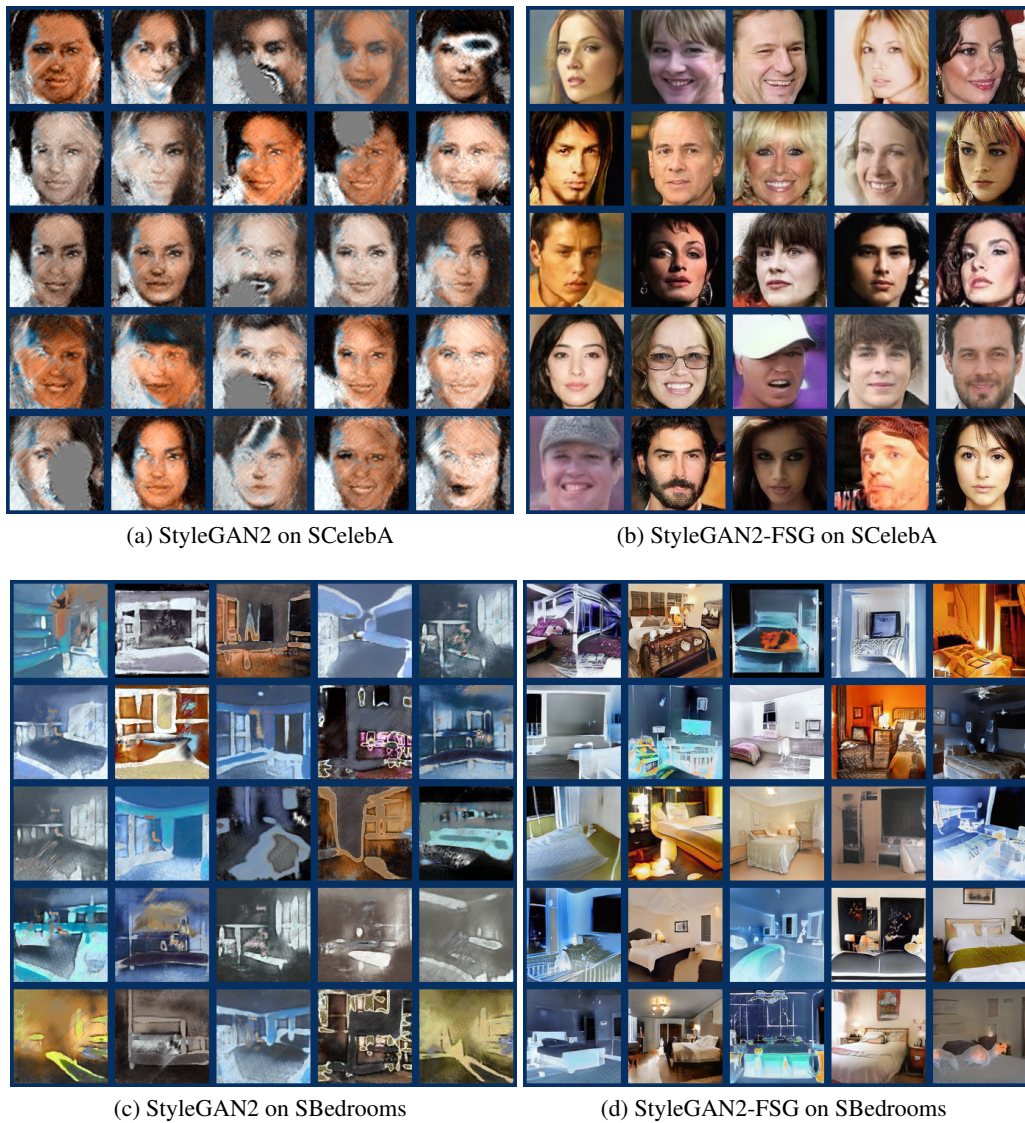 (a) StyleGAN2 on SCelebA
(b) StyleGAN2-FSG on SCelebA
(c) StyleGAN2 on SBedrooms
(d) StyleGAN2-FSG on SBedrooms